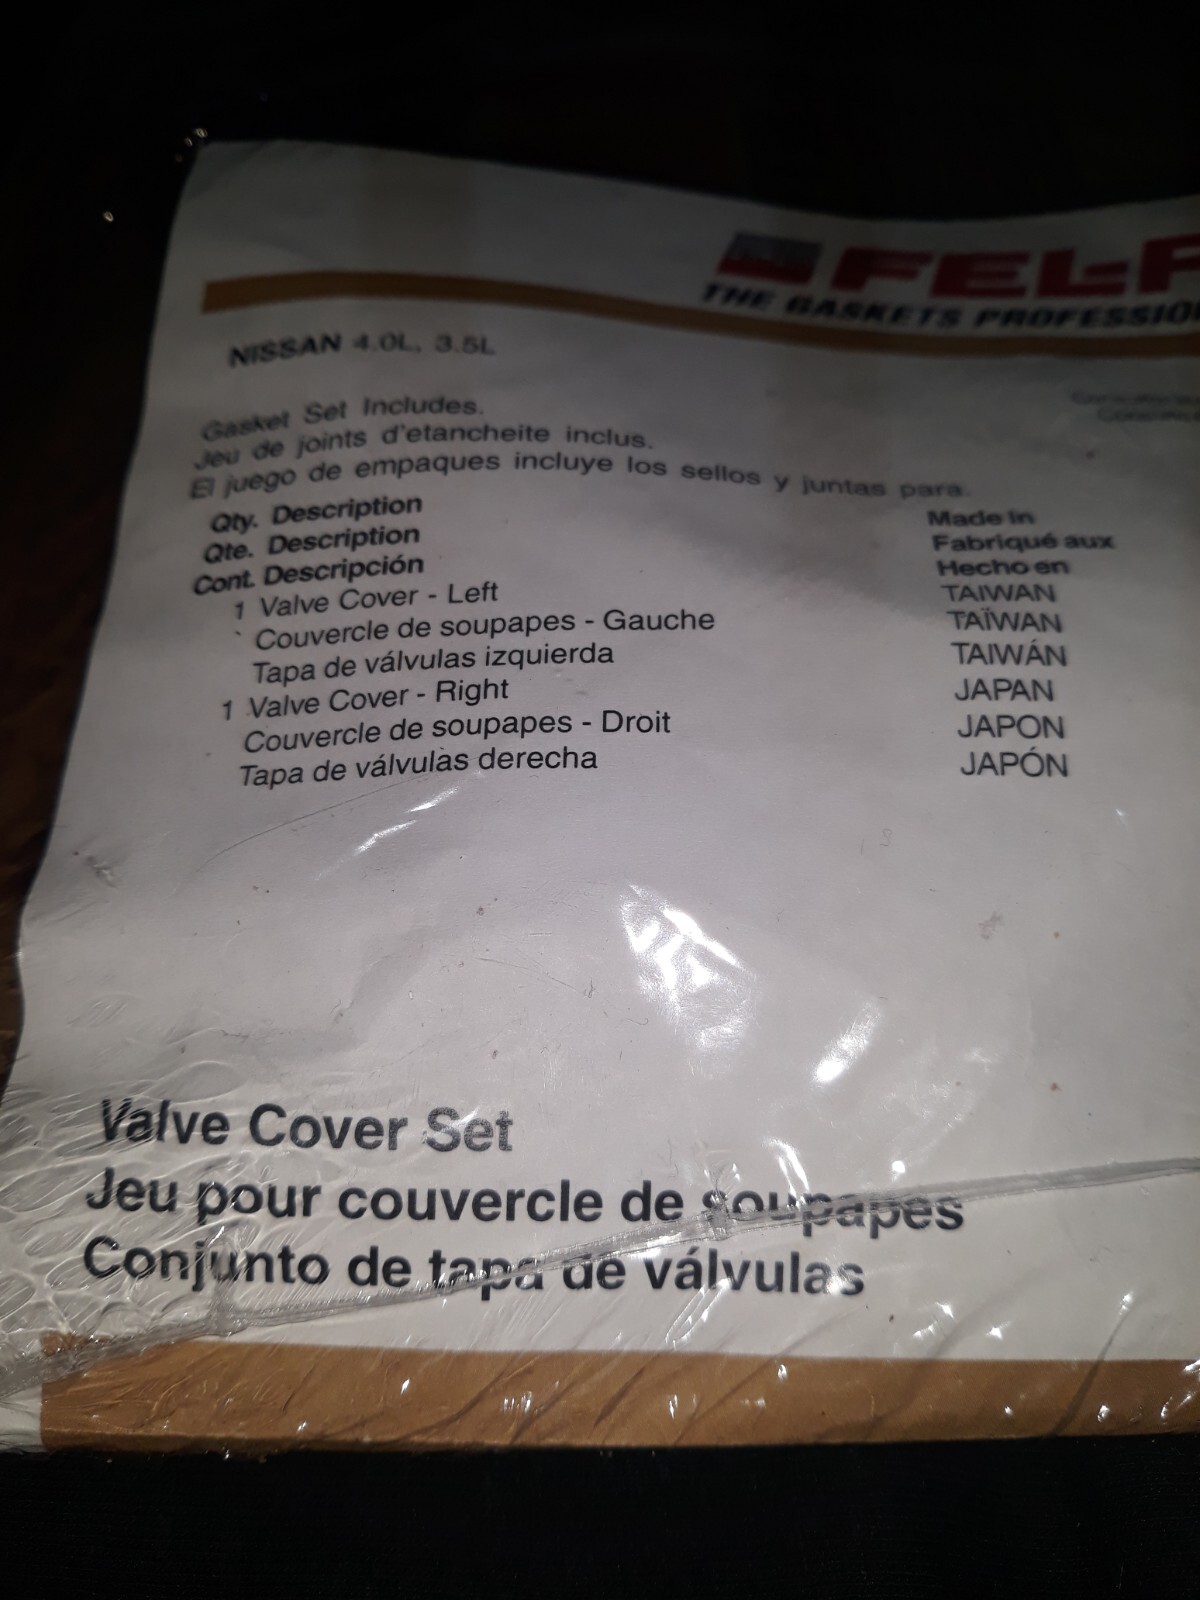 FEL-P
THE GASKETS PROFESSIO
NISSAN 4.0L, 3.5L
Gasket Set Includes.
Jeu de joints d'etancheite inclus.
El juego de empaques incluye los sellos y juntas para.
Qty. Description
Made in
Qte. Description
Fabriqué aux
Cont. Descripción
Hecho en
1 Valve Cover - Left
TAIWAN
Couvercle de soupapes - Gauche
TAÏWAN
Tapa de válvulas izquierda
TAIWÁN
1 Valve Cover - Right
JAPAN
Couvercle de soupapes - Droit
JAPON
Tapa de válvulas derecha
JAPÓN
Valve Cover Set
Jeu pour couvercle de soupapes
Conjunto de tapa de válvulas